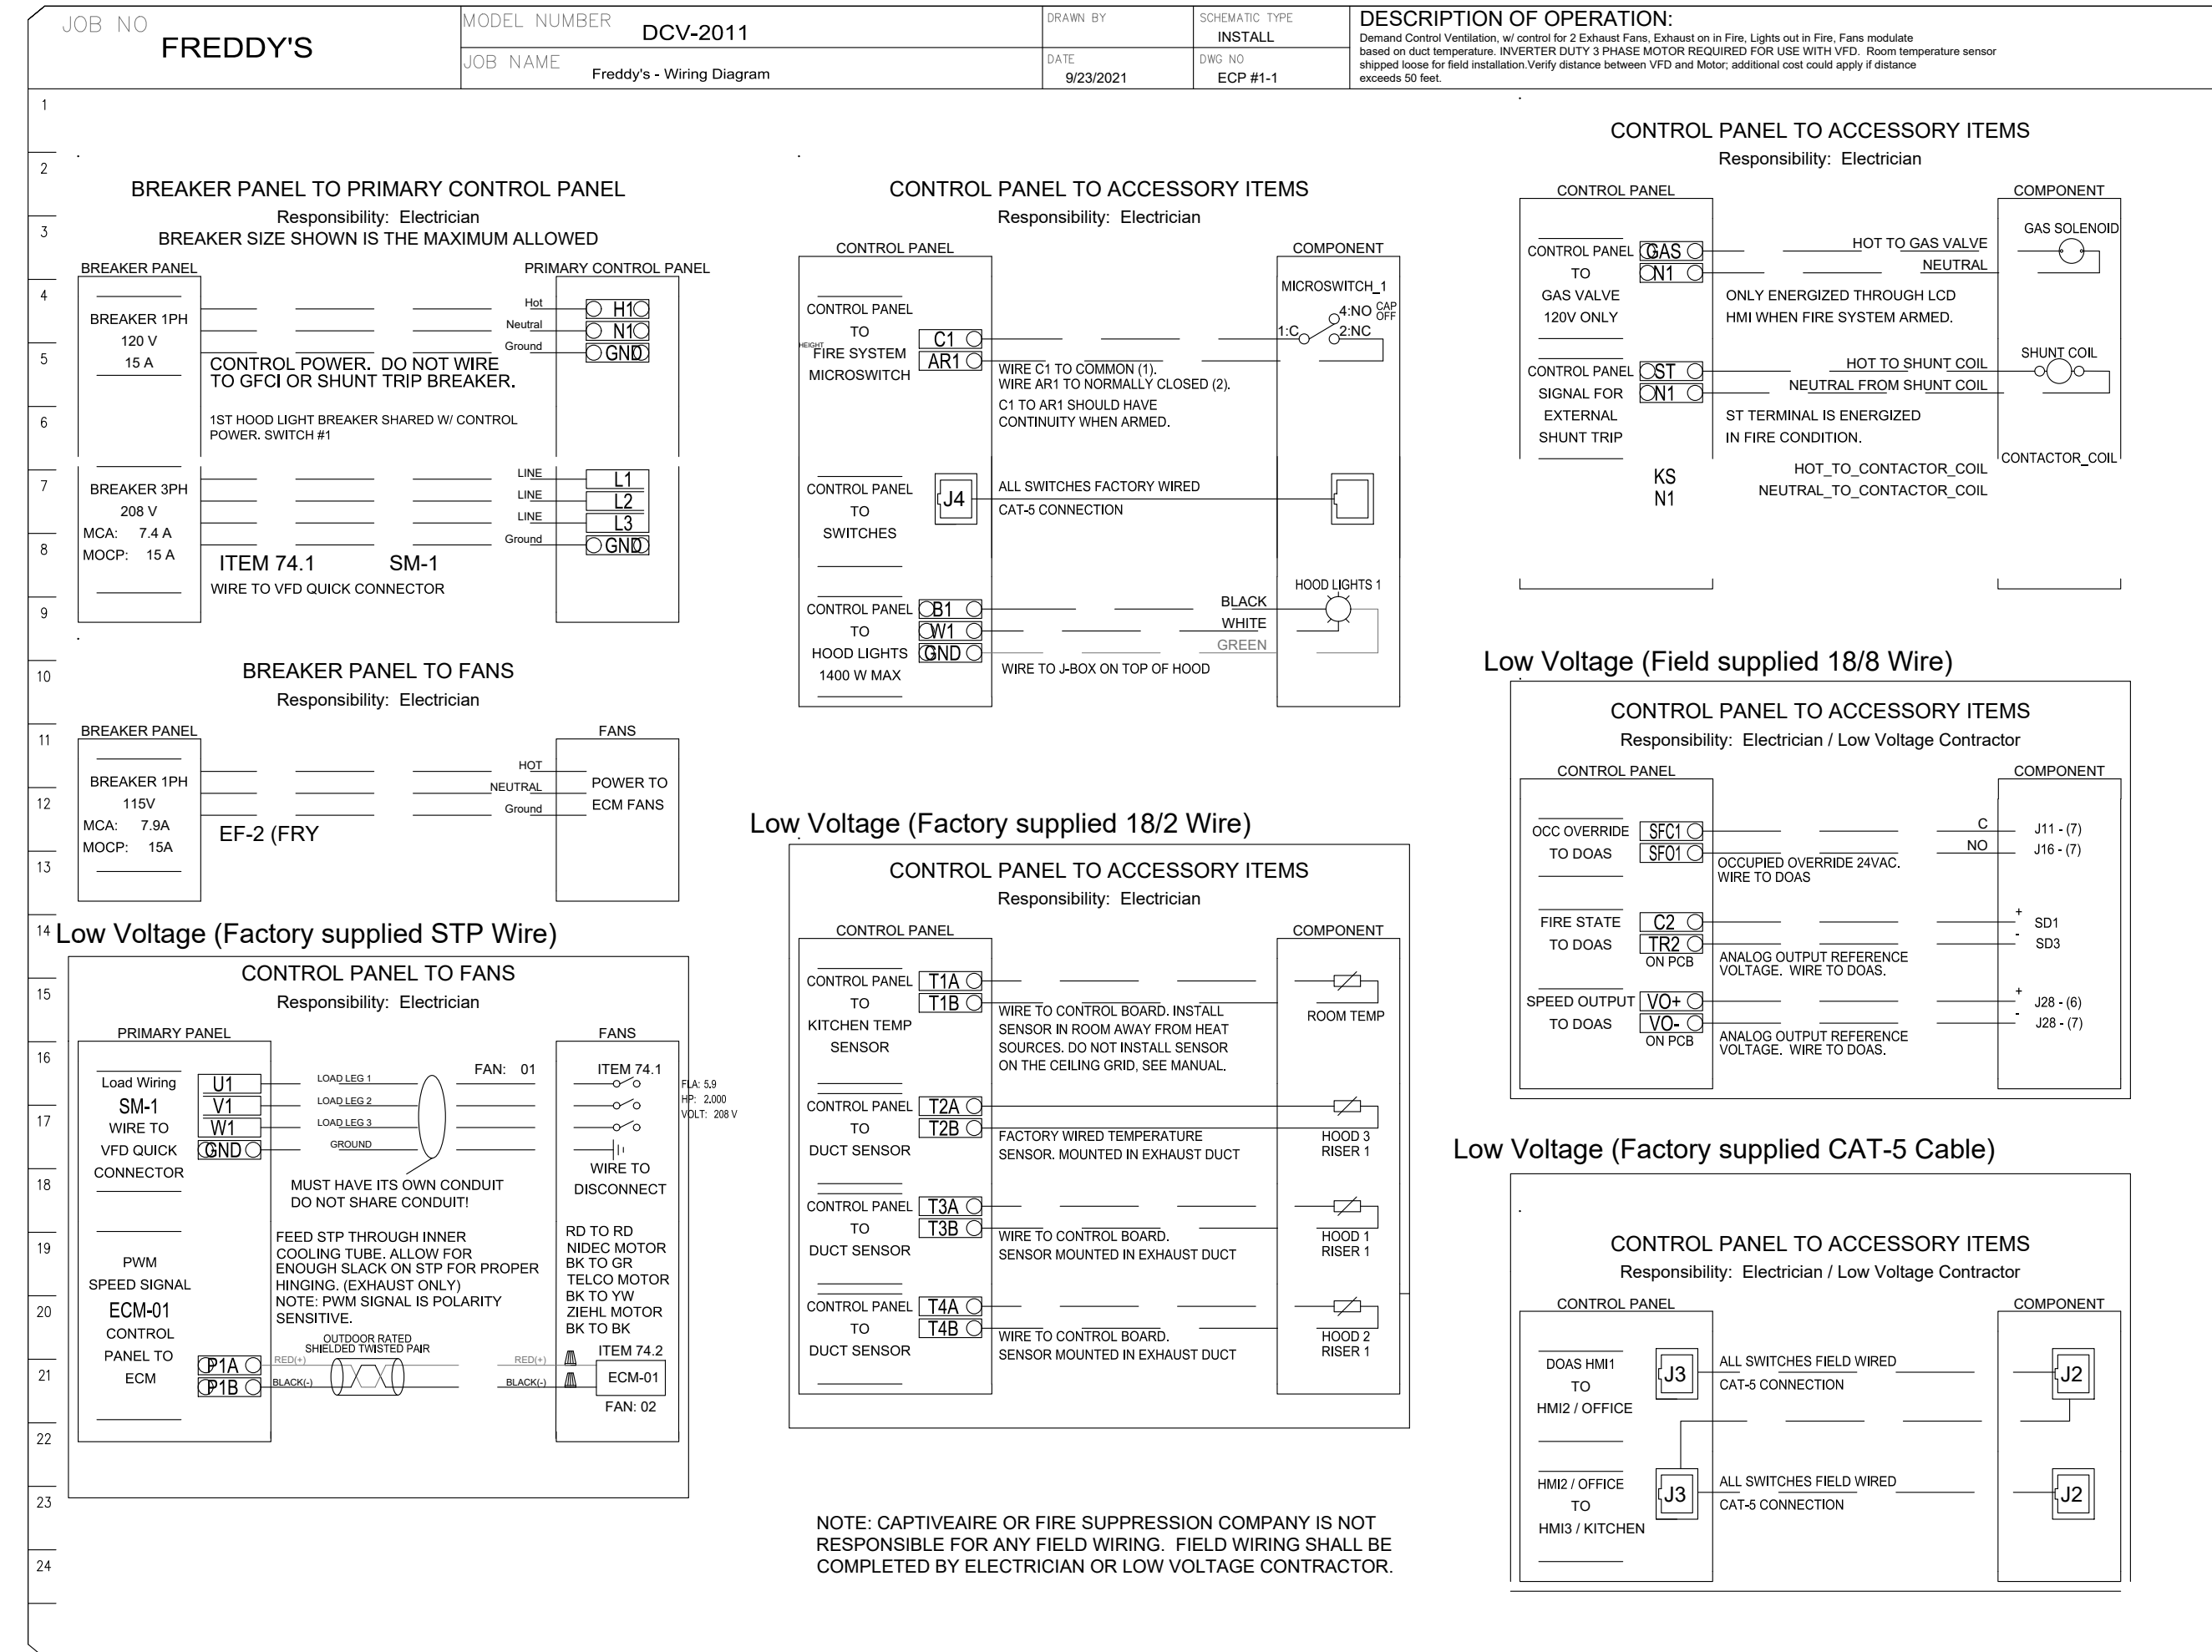 JOB NO
FREDDY'S
MODEL NUMBER
DCV-2011
JOB NAME
Freddy's - Wiring Diagram
DRAWN BY
SCHEMATIC TYPE
INSTALL
DATE
9/23/2021
DWG NO
ECP #1-1
DESCRIPTION OF OPERATION:
Demand Control Ventilation, w/ control for 2 Exhaust Fans, Exhaust on in Fire, Lights out in Fire, Fans modulate
based on duct temperature. INVERTER DUTY 3 PHASE MOTOR REQUIRED FOR USE WITH VFD. Room temperature sensor
shipped loose for field installation.Verify distance between VFD and Motor; additional cost could apply if distance
exceeds 50 feet.
1
2
3
4
5
6
7
8
9
10
11
12
13
14
15
16
17
18
19
20
21
22
23
24
BREAKER PANEL TO PRIMARY CONTROL PANEL
Responsibility: Electrician
BREAKER SIZE SHOWN IS THE MAXIMUM ALLOWED
BREAKER PANEL
PRIMARY CONTROL PANEL
BREAKER 1PH
120 V
15 A
Hot
H1
Neutral
N1
Ground
GND
CONTROL POWER. DO NOT WIRE
TO GFCI OR SHUNT TRIP BREAKER.
1ST HOOD LIGHT BREAKER SHARED W/ CONTROL
POWER. SWITCH #1
BREAKER 3PH
208 V
MCA: 7.4 A
MOCP: 15 A
LINE
L1
LINE
L2
LINE
L3
Ground
GND
ITEM 74.1 SM-1
WIRE TO VFD QUICK CONNECTOR
BREAKER PANEL TO FANS
Responsibility: Electrician
BREAKER PANEL
FANS
BREAKER 1PH
115V
MCA: 7.9A
MOCP: 15A
HOT
NEUTRAL
Ground
POWER TO
ECM FANS
EF-2 (FRY
Low Voltage (Factory supplied STP Wire)
CONTROL PANEL TO FANS
Responsibility: Electrician
PRIMARY PANEL
FANS
Load Wiring
SM-1
WIRE TO
VFD QUICK
CONNECTOR
U1
V1
W1
GND
LOAD LEG 1
LOAD LEG 2
LOAD LEG 3
GROUND
FAN: 01
ITEM 74.1
FLA: 5.9
HP: 2.000
VOLT: 208 V
WIRE TO
DISCONNECT
MUST HAVE ITS OWN CONDUIT
DO NOT SHARE CONDUIT!
PWM
SPEED SIGNAL
ECM-01
CONTROL
PANEL TO
ECM
FEED STP THROUGH INNER
COOLING TUBE. ALLOW FOR
ENOUGH SLACK ON STP FOR PROPER
HINGING. (EXHAUST ONLY)
NOTE: PWM SIGNAL IS POLARITY
SENSITIVE.
OUTDOOR RATED
SHIELDED TWISTED PAIR
P1A
P1B
RED(+)
BLACK(-)
RED(+)
BLACK(-)
RD TO RD
NIDEC MOTOR
BK TO GR
TELCO MOTOR
BK TO YW
ZIEHL MOTOR
BK TO BK
ITEM 74.2
ECM-01
FAN: 02
CONTROL PANEL TO ACCESSORY ITEMS
Responsibility: Electrician
CONTROL PANEL
COMPONENT
CONTROL PANEL
TO
HEIGHT
FIRE SYSTEM
MICROSWITCH
C1
AR1
MICROSWITCH_1
4:NO
CAP
OFF
1:C
2:NC
WIRE C1 TO COMMON (1).
WIRE AR1 TO NORMALLY CLOSED (2).
C1 TO AR1 SHOULD HAVE
CONTINUITY WHEN ARMED.
CONTROL PANEL
TO
SWITCHES
J4
ALL SWITCHES FACTORY WIRED
CAT-5 CONNECTION
CONTROL PANEL
TO
HOOD LIGHTS
1400 W MAX
B1
W1
GND
BLACK
WHITE
GREEN
HOOD LIGHTS 1
WIRE TO J-BOX ON TOP OF HOOD
Low Voltage (Factory supplied 18/2 Wire)
CONTROL PANEL TO ACCESSORY ITEMS
Responsibility: Electrician
CONTROL PANEL
COMPONENT
CONTROL PANEL
TO
KITCHEN TEMP
SENSOR
T1A
T1B
WIRE TO CONTROL BOARD. INSTALL
SENSOR IN ROOM AWAY FROM HEAT
SOURCES. DO NOT INSTALL SENSOR
ON THE CEILING GRID, SEE MANUAL.
ROOM TEMP
CONTROL PANEL
TO
DUCT SENSOR
T2A
T2B
FACTORY WIRED TEMPERATURE
SENSOR. MOUNTED IN EXHAUST DUCT
HOOD 3
RISER 1
CONTROL PANEL
TO
DUCT SENSOR
T3A
T3B
WIRE TO CONTROL BOARD.
SENSOR MOUNTED IN EXHAUST DUCT
HOOD 1
RISER 1
CONTROL PANEL
TO
DUCT SENSOR
T4A
T4B
WIRE TO CONTROL BOARD.
SENSOR MOUNTED IN EXHAUST DUCT
HOOD 2
RISER 1
NOTE: CAPTIVEAIRE OR FIRE SUPPRESSION COMPANY IS NOT
RESPONSIBLE FOR ANY FIELD WIRING. FIELD WIRING SHALL BE
COMPLETED BY ELECTRICIAN OR LOW VOLTAGE CONTRACTOR.
CONTROL PANEL TO ACCESSORY ITEMS
Responsibility: Electrician
CONTROL PANEL
COMPONENT
CONTROL PANEL
TO
GAS VALVE
120V ONLY
GAS
N1
HOT TO GAS VALVE
NEUTRAL
GAS SOLENOID
ONLY ENERGIZED THROUGH LCD
HMI WHEN FIRE SYSTEM ARMED.
CONTROL PANEL
SIGNAL FOR
EXTERNAL
SHUNT TRIP
ST
N1
HOT TO SHUNT COIL
NEUTRAL FROM SHUNT COIL
SHUNT COIL
ST TERMINAL IS ENERGIZED
IN FIRE CONDITION.
KS
N1
HOT_TO_CONTACTOR_COIL
NEUTRAL_TO_CONTACTOR_COIL
CONTACTOR_COIL
Low Voltage (Field supplied 18/8 Wire)
CONTROL PANEL TO ACCESSORY ITEMS
Responsibility: Electrician / Low Voltage Contractor
CONTROL PANEL
COMPONENT
OCC OVERRIDE
TO DOAS
SFC1
SFO1
C
NO
J11 - (7)
J16 - (7)
OCCUPIED OVERRIDE 24VAC.
WIRE TO DOAS
FIRE STATE
TO DOAS
C2
TR2
ON PCB
+
-
SD1
SD3
ANALOG OUTPUT REFERENCE
VOLTAGE. WIRE TO DOAS.
SPEED OUTPUT
TO DOAS
VO+
VO-
ON PCB
+
-
J28 - (6)
J28 - (7)
ANALOG OUTPUT REFERENCE
VOLTAGE. WIRE TO DOAS.
Low Voltage (Factory supplied CAT-5 Cable)
CONTROL PANEL TO ACCESSORY ITEMS
Responsibility: Electrician / Low Voltage Contractor
CONTROL PANEL
COMPONENT
DOAS HMI1
TO
HMI2 / OFFICE
J3
ALL SWITCHES FIELD WIRED
CAT-5 CONNECTION
J2
HMI2 / OFFICE
TO
HMI3 / KITCHEN
J3
ALL SWITCHES FIELD WIRED
CAT-5 CONNECTION
J2